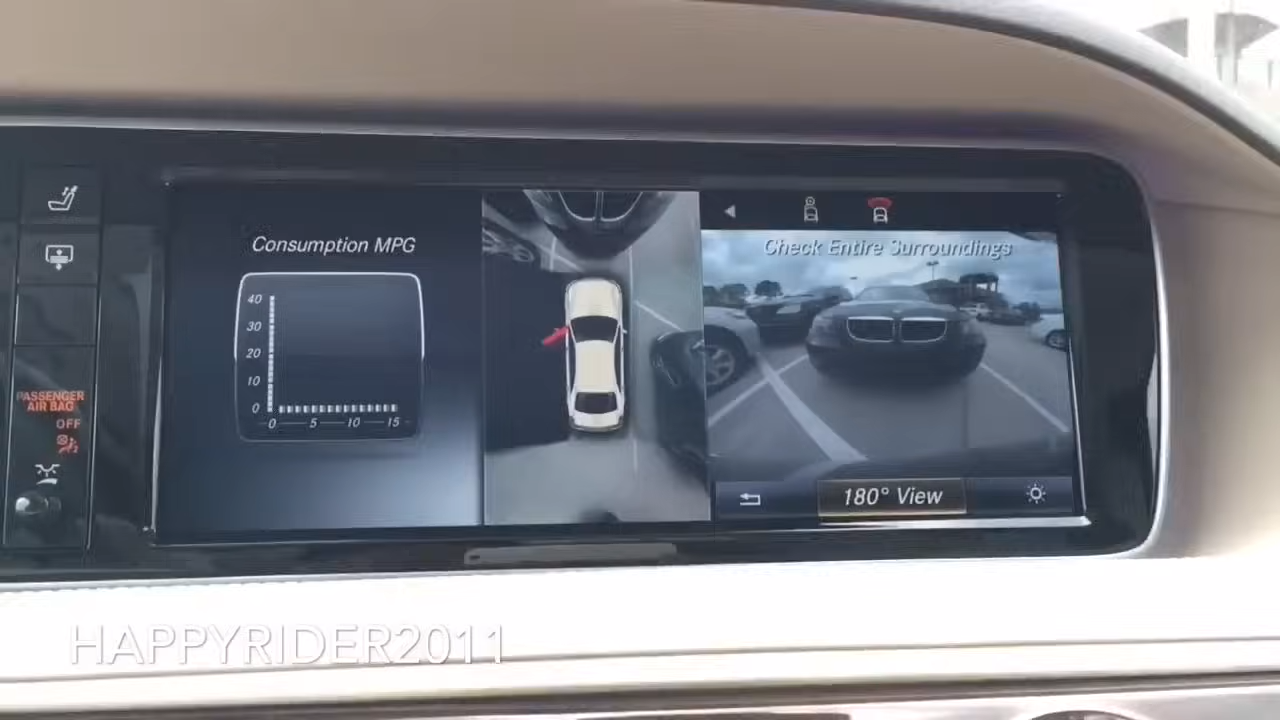 Consumption MPG
40
30
20
10
0
0 5 10 15
Check Entire Surroundings
180° View
PASSENGER
AIR BAG
OFF
HAPPYRIDER2011